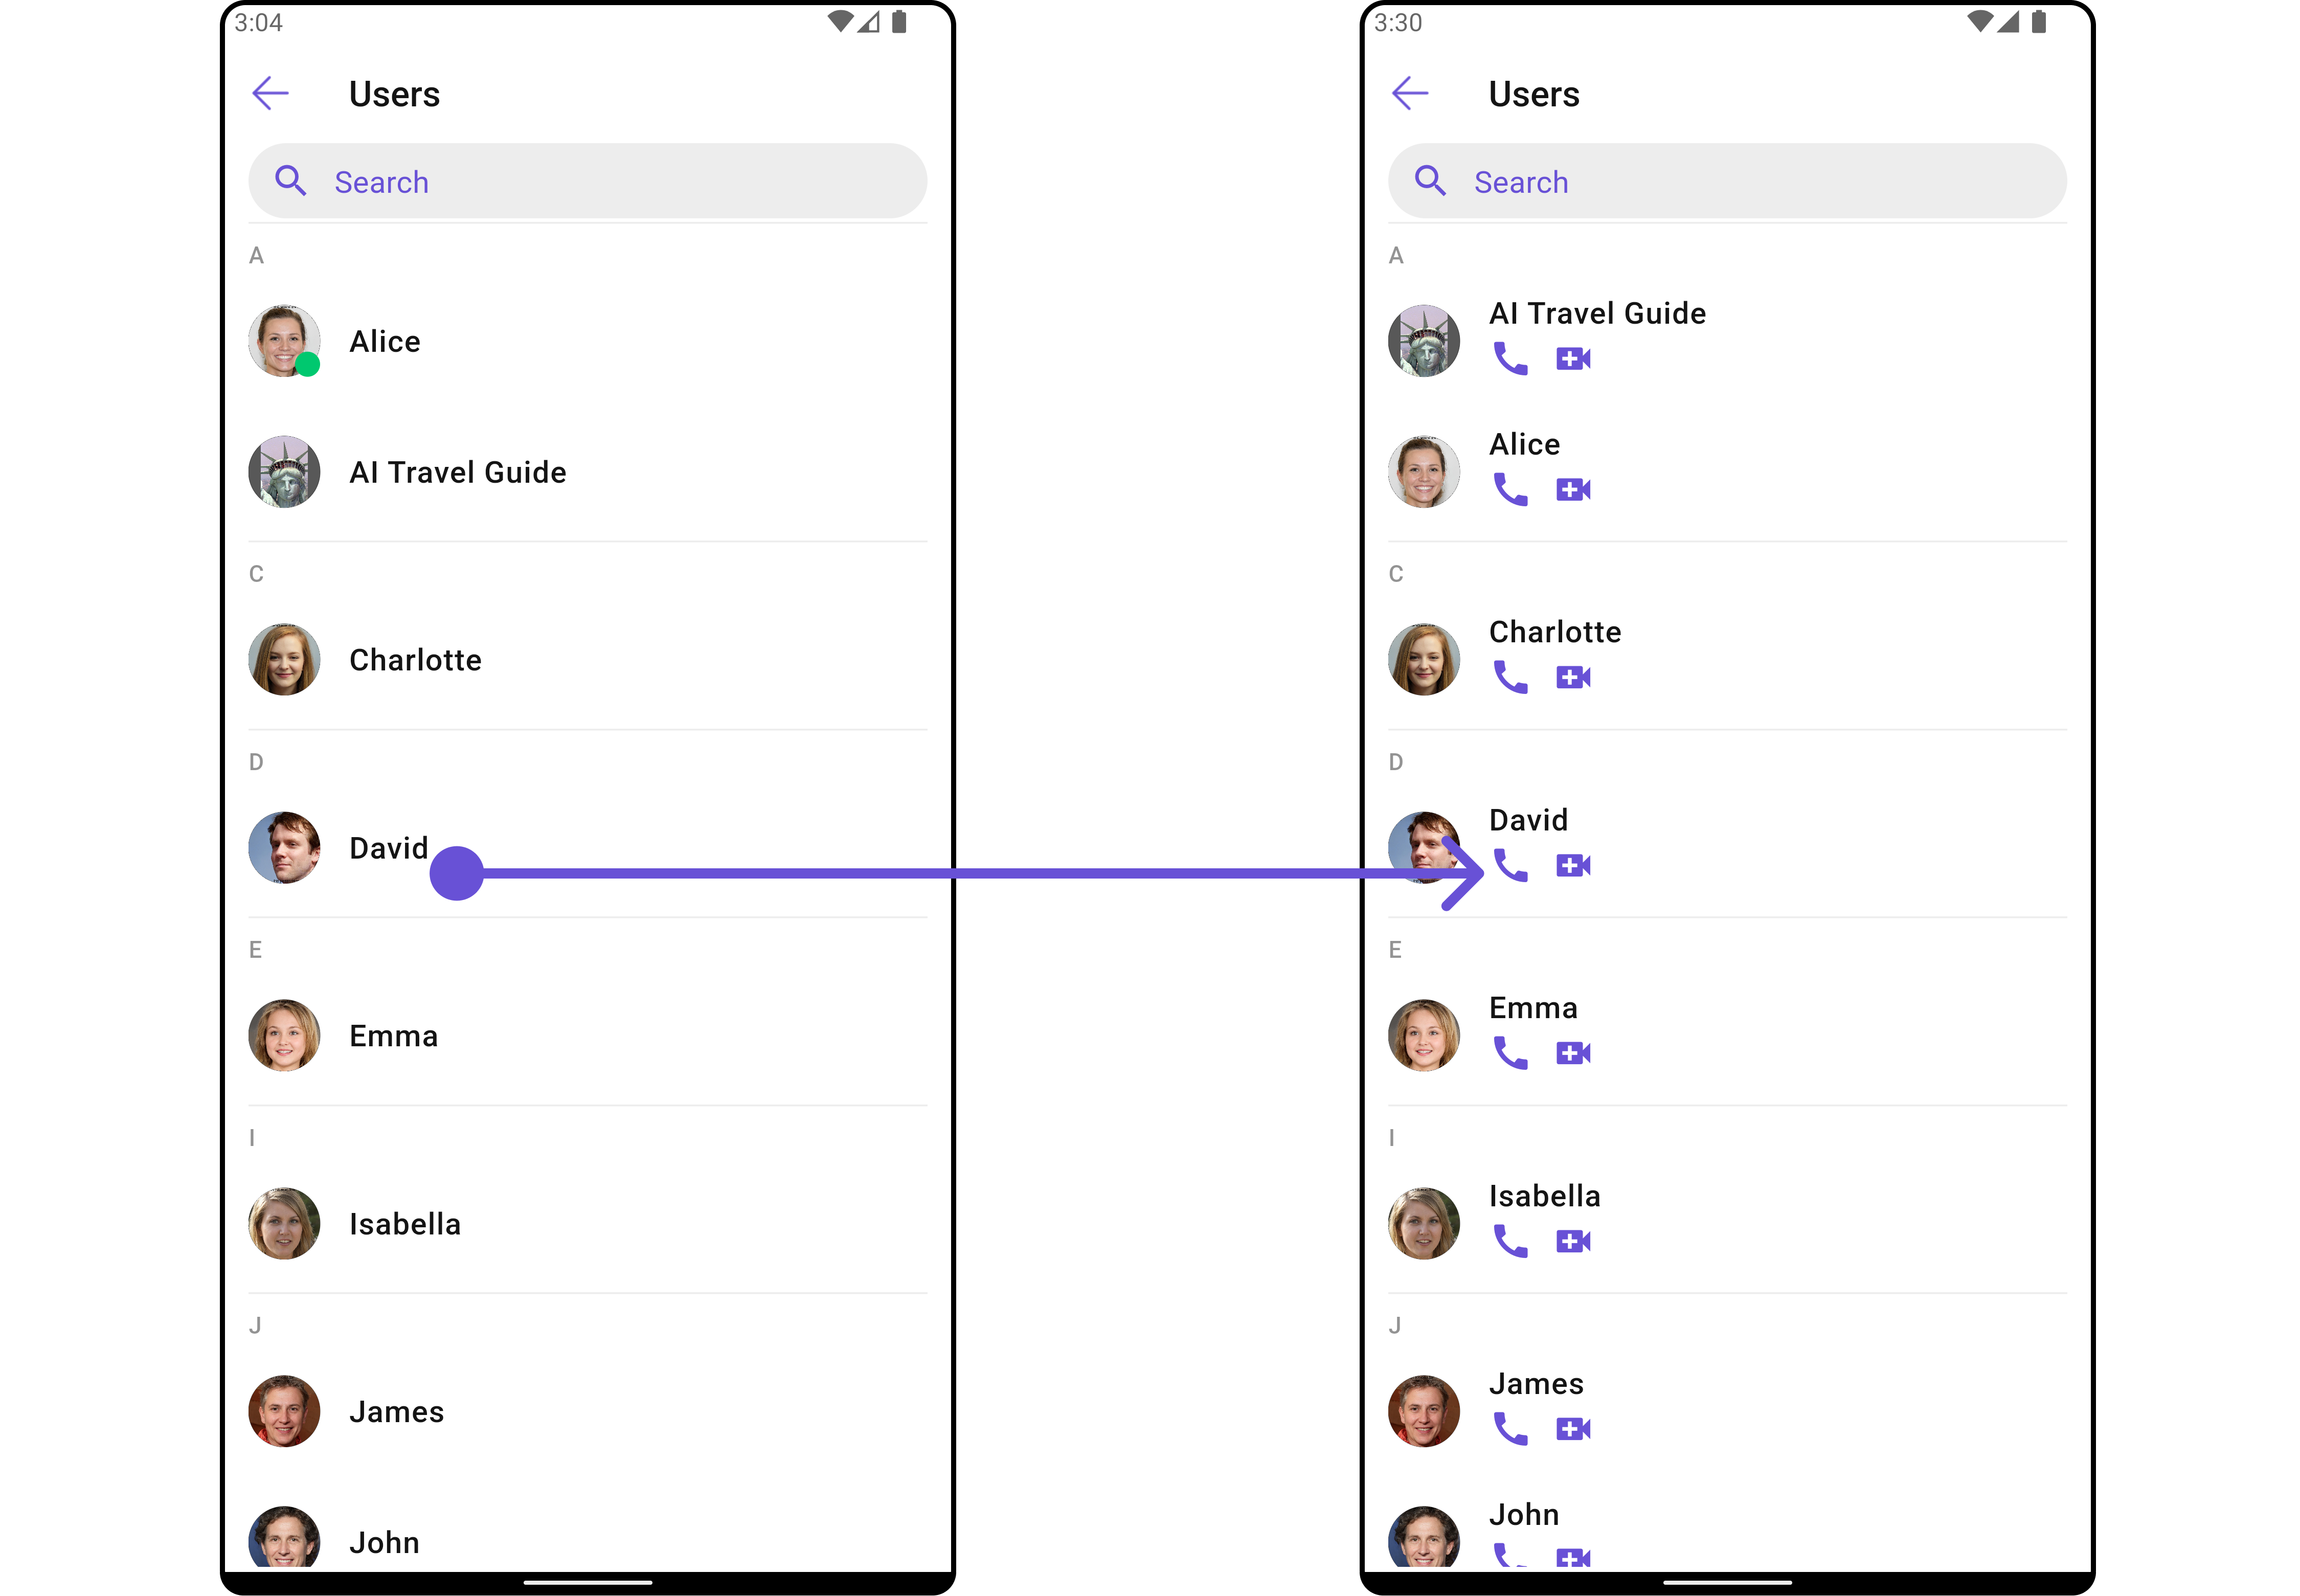 3:04
Users
Search
A
Alice
AI Travel Guide
C
Charlotte
D
David
E
Emma
I
Isabella
J
James
John
3:30
Users
Search
A
AI Travel Guide
Alice
C
Charlotte
D
David
E
Emma
I
Isabella
J
James
John